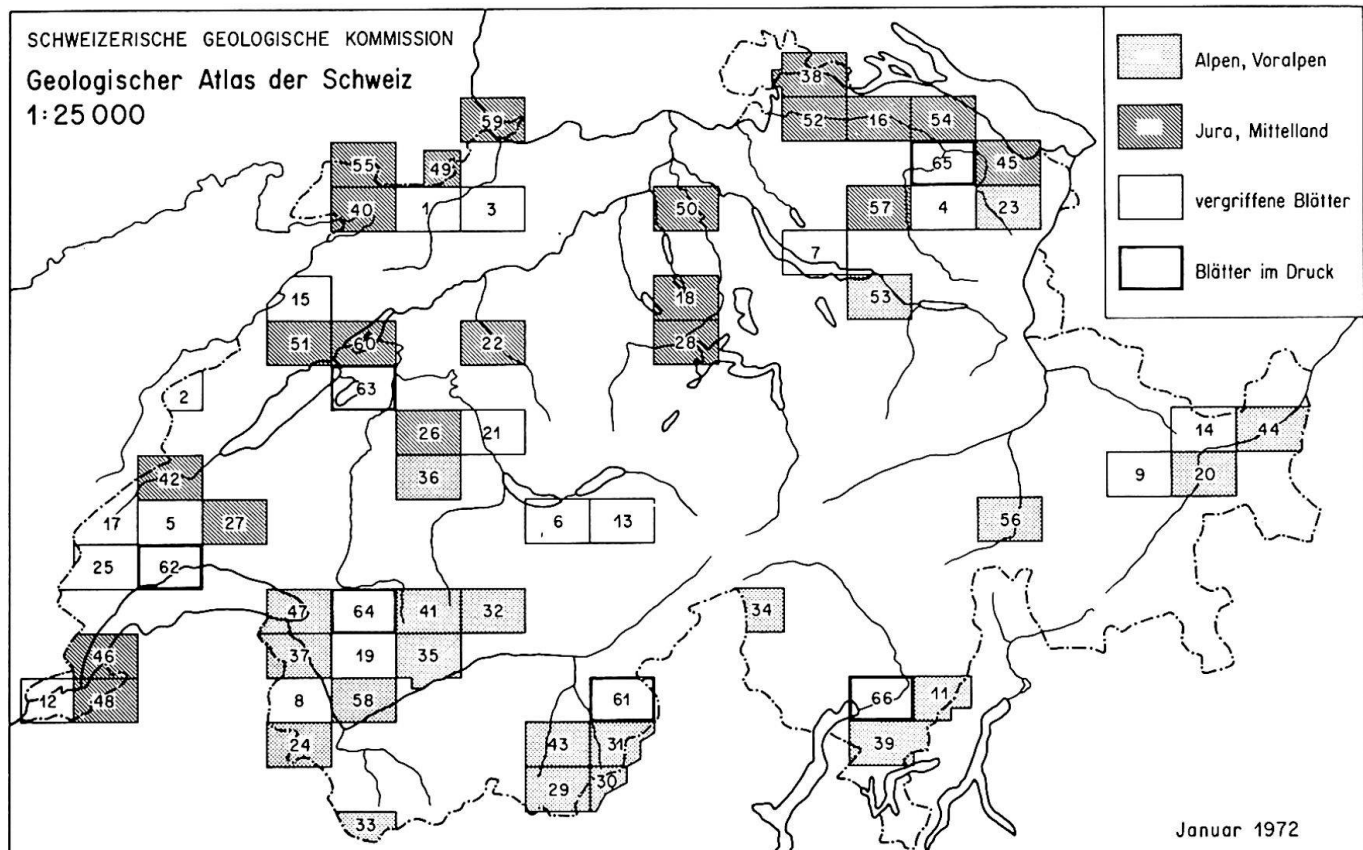 SCHWEIZERISCHE GEOLOGISCHE KOMMISSION
Geologischer Atlas der Schweiz
1:25 000
Alpen, Voralpen
Jura, Mittelland
vergriffene Blätter
Blätter im Druck
38
59
52 16 54
55 49
65 45
40 1 3
50
57 4 23
7
15
18
53
51 60 22
28
2
63
26 21
14 44
36
42
9 20
17 5 27
6 13
56
25 62
47 64 41 32
34
46
37 19 35
12 48
8 58
61
66 11
24
43 31
39
29 30
33
Januar 1972